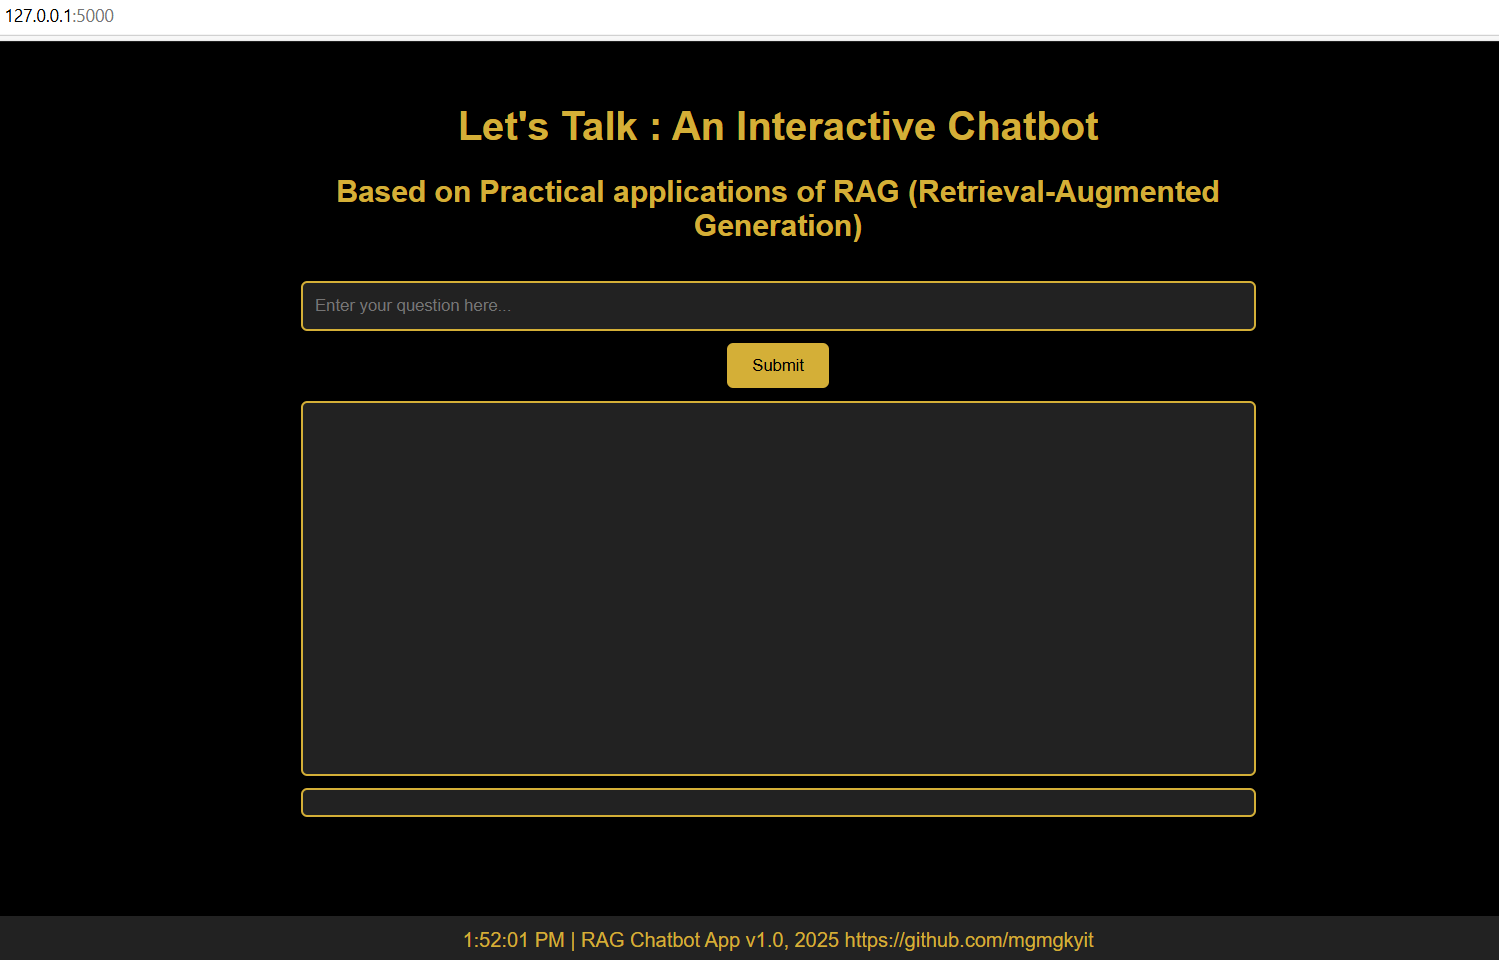 127.0.0.1:5000
Let's Talk : An Interactive Chatbot
Based on Practical applications of RAG (Retrieval-Augmented
Generation)
Enter your question here...
Submit
1:52:01 PM | RAG Chatbot App v1.0, 2025 https://github.com/mgmgkyit